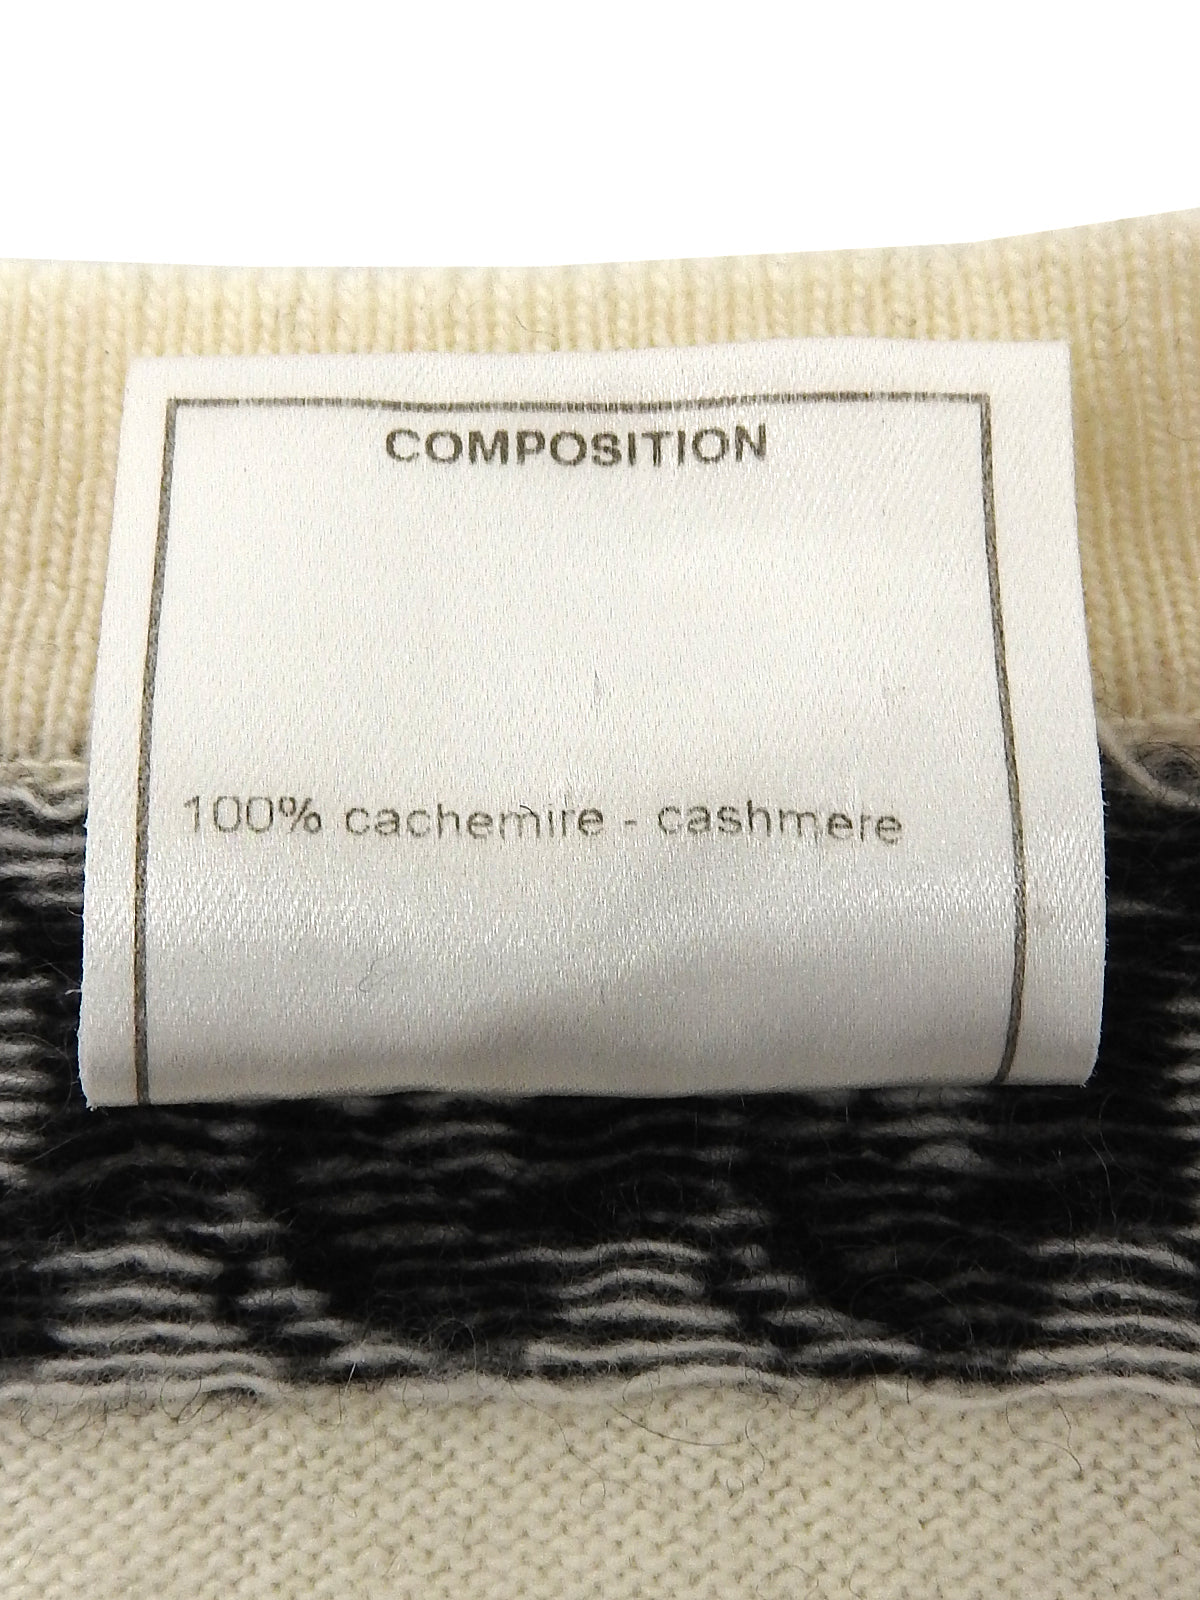 COMPOSITION
100% cachemire - cashmere